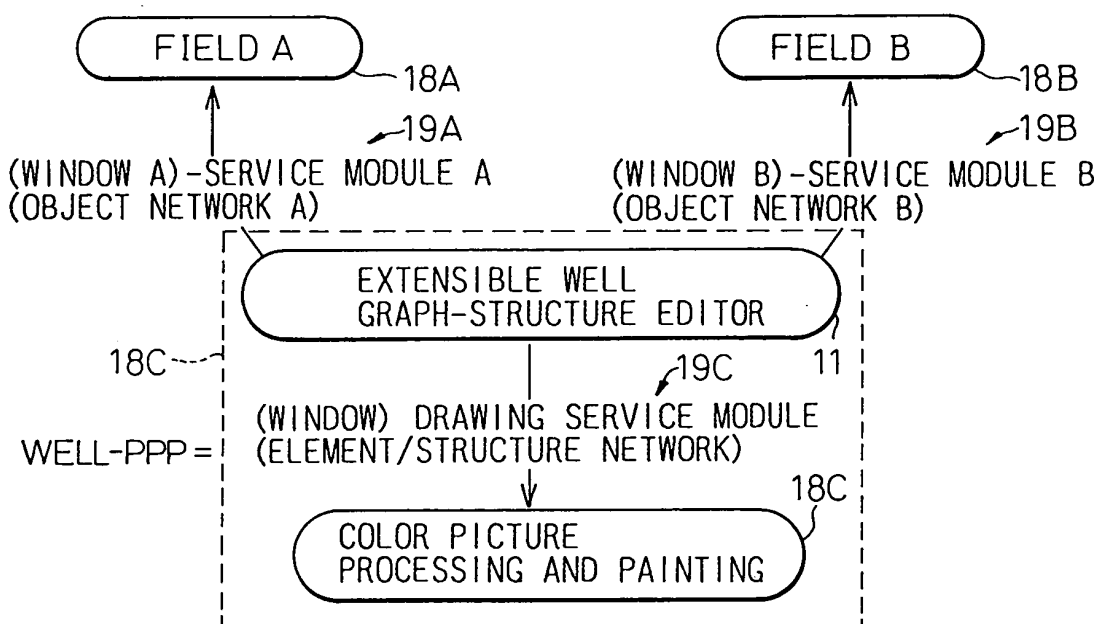 FIELD A
FIELD B
18A
18B
19A
19B
(WINDOW A)-SERVICE MODULE A
(OBJECT NETWORK A)
(WINDOW B)-SERVICE MODULE B
(OBJECT NETWORK B)
EXTENSIBLE WELL
GRAPH-STRUCTURE EDITOR
18C
11
19C
(WINDOW) DRAWING SERVICE MODULE
(ELEMENT/STRUCTURE NETWORK)
WELL-PPP=
18C
COLOR PICTURE
PROCESSING AND PAINTING